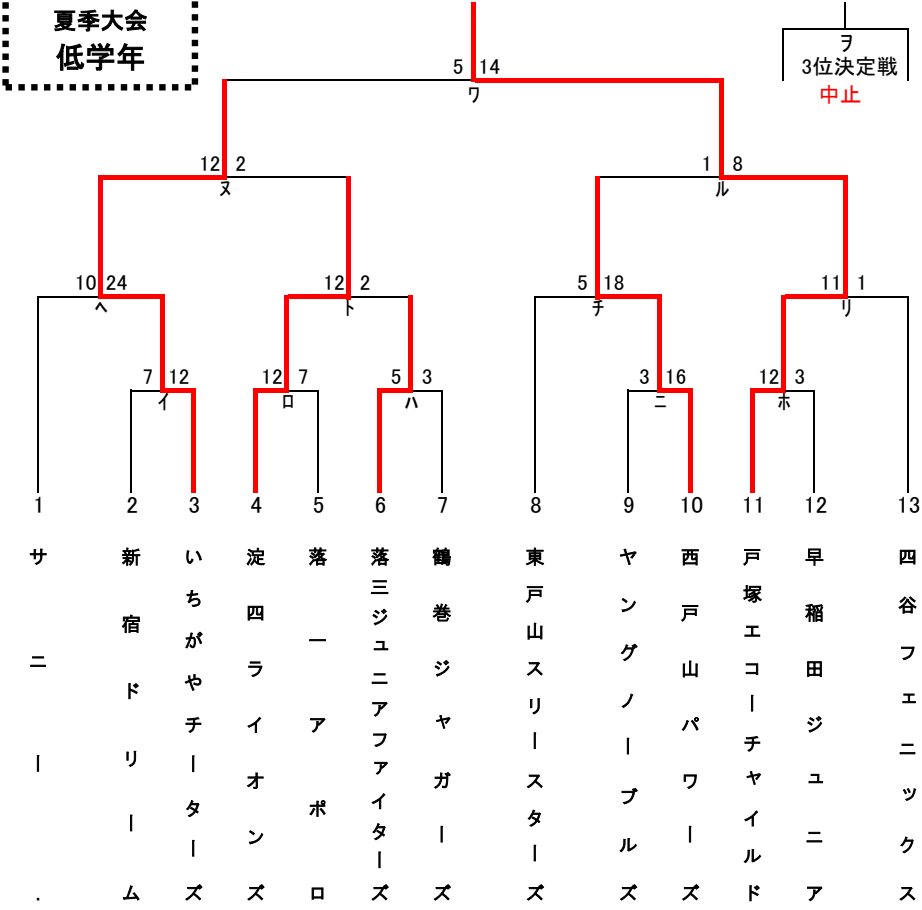 夏季大会
低学年
ヲ
3位決定戦
中止
5 14
ワ
12 2
ヌ
1 8
ル
10 24
ヘ
12 2
ト
5 18
チ
11 1
リ
7 12
イ
12 7
ロ
5 3
ハ
3 16
ニ
12 3
ホ
1 2 3 4 5 6 7 8 9 10 11 12 13
サニー.
新宿ドリーム
いちがやチーターズ
淀四ライオンズ
落一アポロ
落三ジュニアファイターズ
鶴巻ジャガーズ
東戸山スリースターズ
ヤングノーブルズ
西戸山パワーズ
戸塚エコーチャイルド
早稲田ジュニア
四谷フェニックス